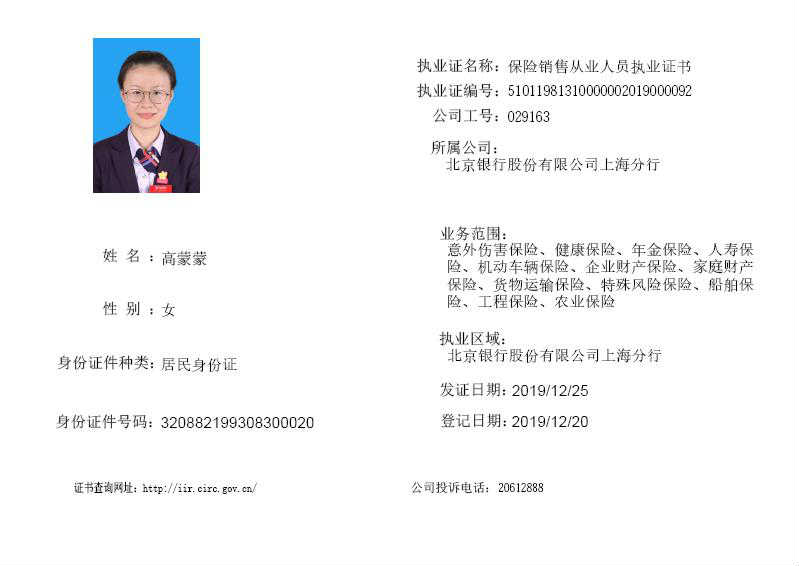 执业证名称：保险销售从业人员执业证书
执业证编号：51011981310000002019000092
公司工号：029163
所属公司：
北京银行股份有限公司上海分行
业务范围：
意外伤害保险、健康保险、年金保险、人寿保
险、机动车辆保险、企业财产保险、家庭财产
保险、货物运输保险、特殊风险保险、船舶保
险、工程保险、农业保险
执业区域：
北京银行股份有限公司上海分行
发证日期：2019/12/25
登记日期：2019/12/20
姓 名：高蒙蒙
性 别：女
身份证件种类：居民身份证
身份证件号码：320882199308300020
证书查询网址：http://iir.circ.gov.cn/
公司投诉电话：20612888